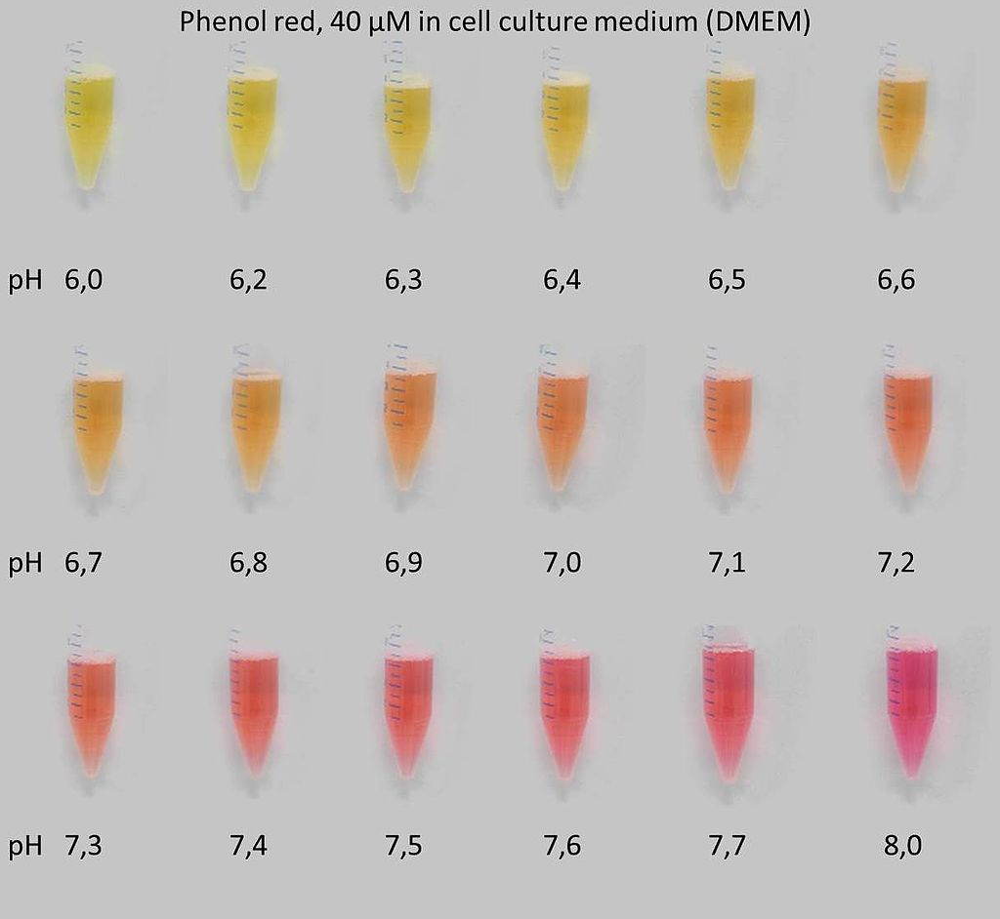 Phenol red, 40 µM in cell culture medium (DMEM)
pH 6,0 6,2 6,3 6,4 6,5 6,6
pH 6,7 6,8 6,9 7,0 7,1 7,2
pH 7,3 7,4 7,5 7,6 7,7 8,0